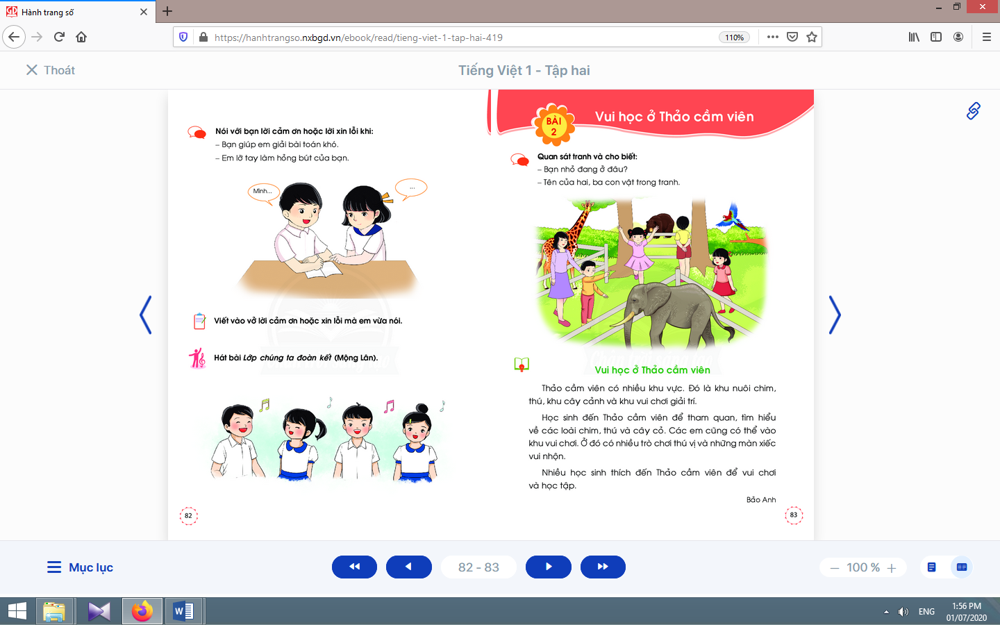 Hành trang số
https://hanhtrangso.nxbgd.vn/ebook/read/tieng-viet-1-tap-hai-419
110%
Thoát
Tiếng Việt 1 - Tập hai
Nói với bạn lời cảm ơn hoặc lời xin lỗi khi:
– Bạn giúp em giải bài toán khó.
– Em lỡ tay làm hỏng bút của bạn.
Mình...
...
Viết vào vở lời cảm ơn hoặc xin lỗi mà em vừa nói.
Hát bài Lớp chúng ta đoàn kết (Mộng Lân).
82
BÀI
2
Vui học ở Thảo cầm viên
Quan sát tranh và cho biết:
– Bạn nhỏ đang ở đâu?
– Tên của hai, ba con vật trong tranh.
Vui học ở Thảo cầm viên
Thảo cầm viên có nhiều khu vực. Đó là khu nuôi chim,
thú, khu cây cảnh và khu vui chơi giải trí.
Học sinh đến Thảo cầm viên để tham quan, tìm hiểu
về các loài chim, thú và cây cỏ. Các em cũng có thể vào
khu vui chơi. Ở đó có nhiều trò chơi thú vị và những màn xiếc
vui nhộn.
Nhiều học sinh thích đến Thảo cầm viên để vui chơi
và học tập.
Bảo Anh
83
Mục lục
82 - 83
100 %
ENG
1:56 PM
01/07/2020